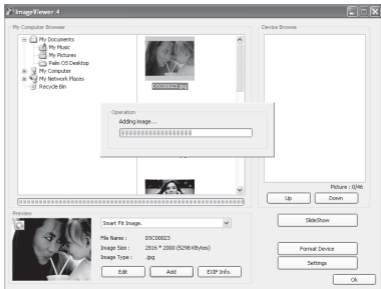 ImageViewer 4
My Computer Browser
My Documents
My Music
My Pictures
Palm OS Desktop
My Computer
My Network Places
Recycle Bin
Operation
Adding image...
Device Browse
Picture : 0/46
Up
Down
Preview
Smart Fit Image.
File Name : DSC00023
Image Size : 2816 * 2000 (5298 KBytes)
Image Type : .jpg
Edit
Add
EXIF Info.
SlideShow
Format Device
Settings
Ok